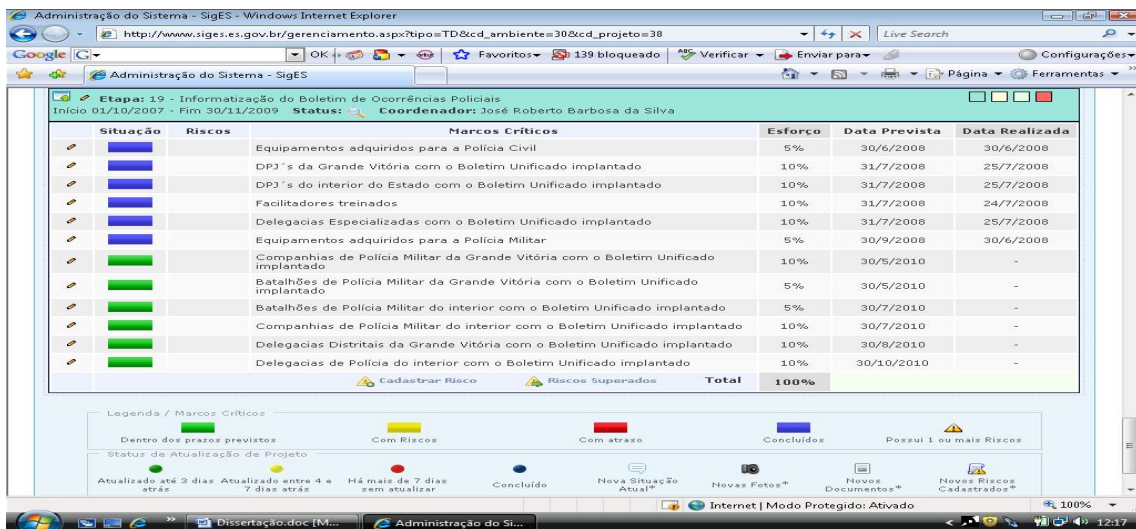 Administração do Sistema - SigES - Windows Internet Explorer
http://www.siges.es.gov.br/gerenciamento.aspx?tipo=TD&cd_ambiente=30&cd_projeto=38 Live Search
Google G OK Favoritos 139 bloqueado ABC Verificar Enviar para Configurações
Administração do Sistema - SigES Página Ferramentas
Etapa: 19 - Informatização do Boletim de Ocorrências Policiais
Início 01/10/2007 - Fim 30/11/2009 Status: Coordenador: José Roberto Barbosa da Silva
Situação Riscos Marcos Críticos Esforço Data Prevista Data Realizada
Equipamentos adquiridos para a Polícia Civil 5% 30/6/2008 30/6/2008
DPJ´s da Grande Vitória com o Boletim Unificado implantado 10% 31/7/2008 25/7/2008
DPJ´s do interior do Estado com o Boletim Unificado implantado 10% 31/7/2008 25/7/2008
Facilitadores treinados 10% 31/7/2008 24/7/2008
Delegacias Especializadas com o Boletim Unificado implantado 10% 31/7/2008 25/7/2008
Equipamentos adquiridos para a Polícia Militar 5% 30/9/2008 30/6/2008
Companhias de Polícia Militar da Grande Vitória com o Boletim Unificado
implantado 10% 30/5/2010 -
Batalhões de Polícia Militar da Grande Vitória com o Boletim Unificado
implantado 5% 30/5/2010 -
Batalhões de Polícia Militar do interior com o Boletim Unificado implantado 5% 30/7/2010 -
Companhias de Polícia Militar do interior com o Boletim Unificado implantado 10% 30/7/2010 -
Delegacias Distritais da Grande Vitória com o Boletim Unificado implantado 10% 30/8/2010 -
Delegacias de Polícia do interior com o Boletim Unificado implantado 10% 30/10/2010 -
Cadastrar Risco Riscos Superados Total 100%
Legenda / Marcos Críticos
Dentro dos prazos previstos Com Riscos Com atraso Concluídos Possui 1 ou mais Riscos
Status de Atualização de Projeto
Atualizado até 3 dias atrás Atualizado entre 4 e 7 dias atrás Há mais de 7 dias sem atualizar Concluído Nova Situação Atual* Novas Fotos* Novos Documentos* Novos Riscos Cadastrados*
Internet | Modo Protegido: Ativado 100%
Dissertação.doc [M... Administração do Si... 12:17